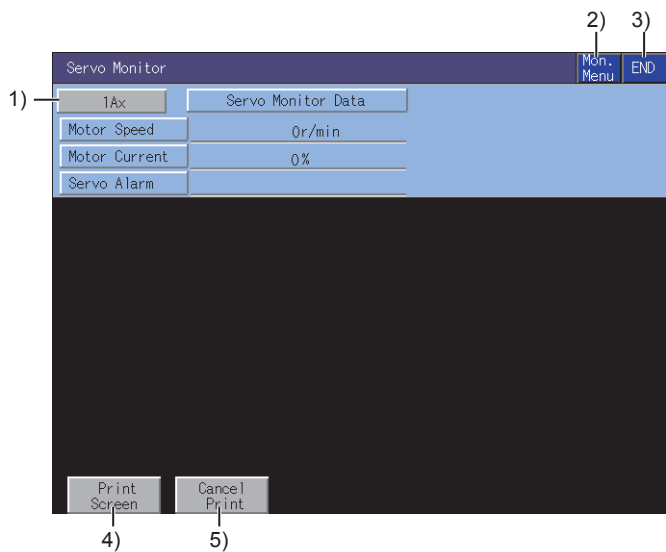 2) 3)
Servo Monitor Mon. Menu END
1) 1Ax Servo Monitor Data
Motor Speed 0r/min
Motor Current 0%
Servo Alarm
Print Screen Cancel Print
4) 5)